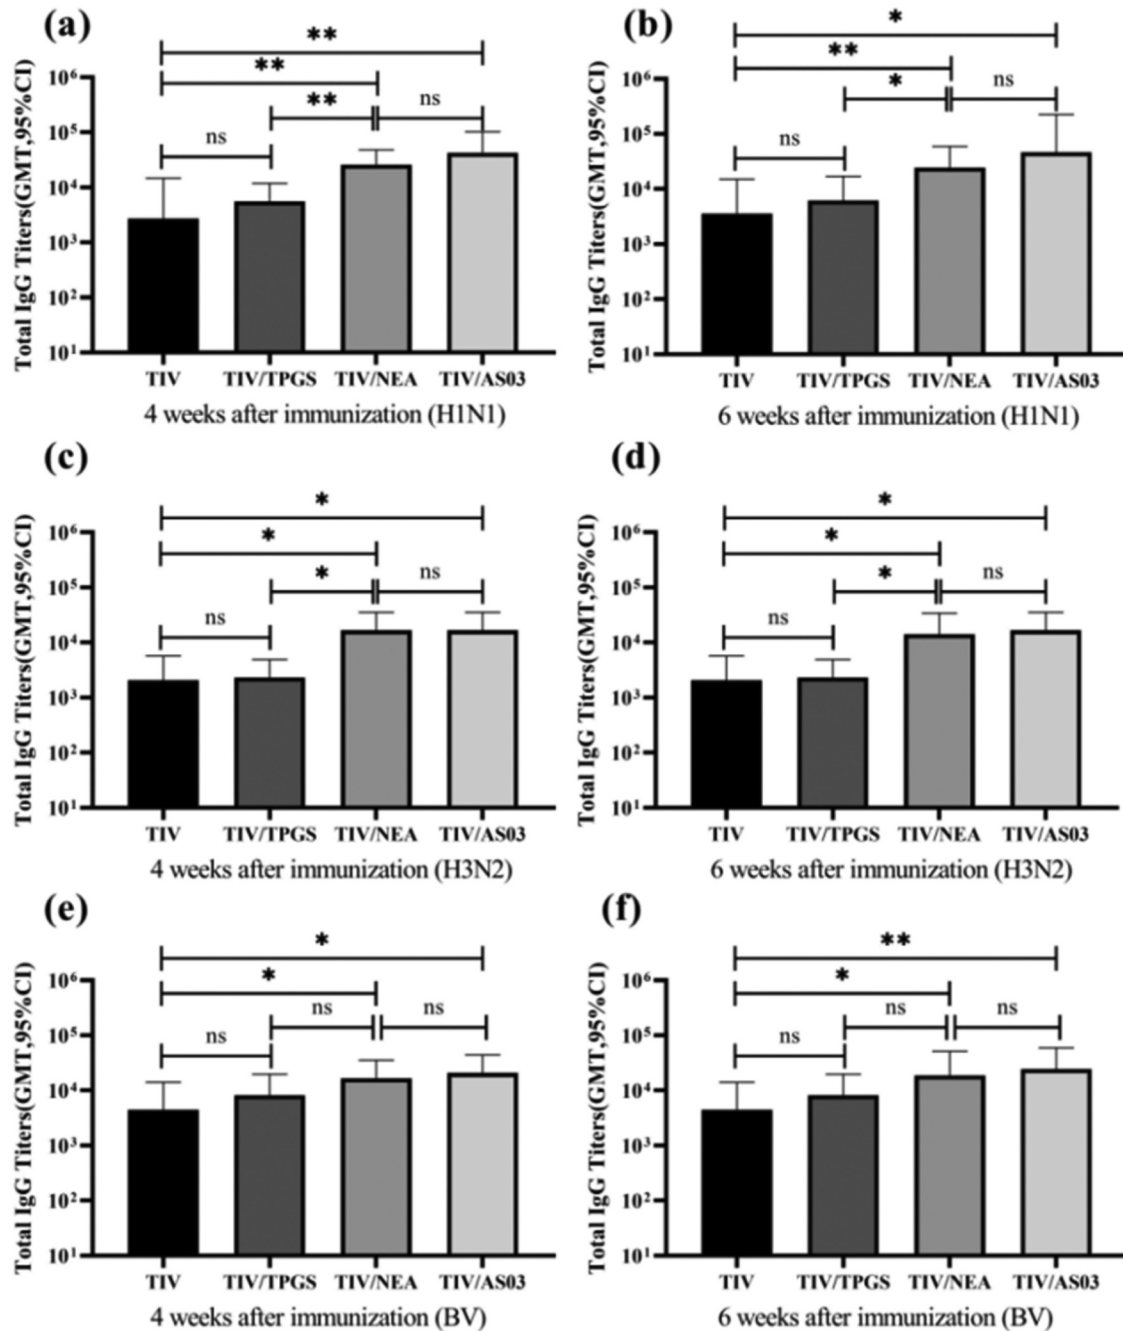 (a)
**
**
**
ns
ns
Total IgG Titers(GMT,95%CI)
10⁶
10⁵
10⁴
10³
10²
10¹
TIV TIV/TPGS TIV/NEA TIV/AS03
4 weeks after immunization (H1N1)
(b)
*
**
*
ns
ns
Total IgG Titers(GMT,95%CI)
10⁶
10⁵
10⁴
10³
10²
10¹
TIV TIV/TPGS TIV/NEA TIV/AS03
6 weeks after immunization (H1N1)
(c)
*
*
*
ns
ns
Total IgG Titers(GMT,95%CI)
10⁶
10⁵
10⁴
10³
10²
10¹
TIV TIV/TPGS TIV/NEA TIV/AS03
4 weeks after immunization (H3N2)
(d)
*
*
*
ns
ns
Total IgG Titers(GMT,95%CI)
10⁶
10⁵
10⁴
10³
10²
10¹
TIV TIV/TPGS TIV/NEA TIV/AS03
6 weeks after immunization (H3N2)
(e)
*
*
ns
ns
ns
Total IgG Titers(GMT,95%CI)
10⁶
10⁵
10⁴
10³
10²
10¹
TIV TIV/TPGS TIV/NEA TIV/AS03
4 weeks after immunization (BV)
(f)
**
*
ns
ns
ns
Total IgG Titers(GMT,95%CI)
10⁶
10⁵
10⁴
10³
10²
10¹
TIV TIV/TPGS TIV/NEA TIV/AS03
6 weeks after immunization (BV)